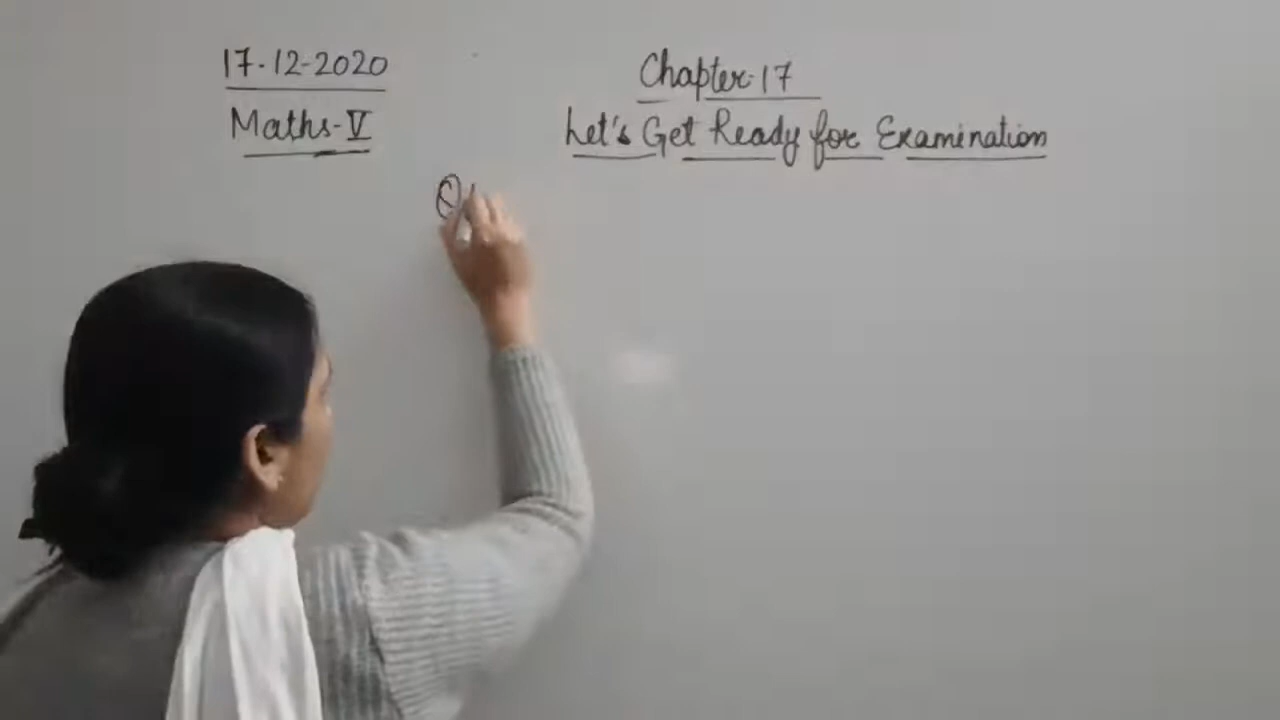 17-12-2020
Maths-V
Chapter-17
Let's Get Ready for Examination
Q